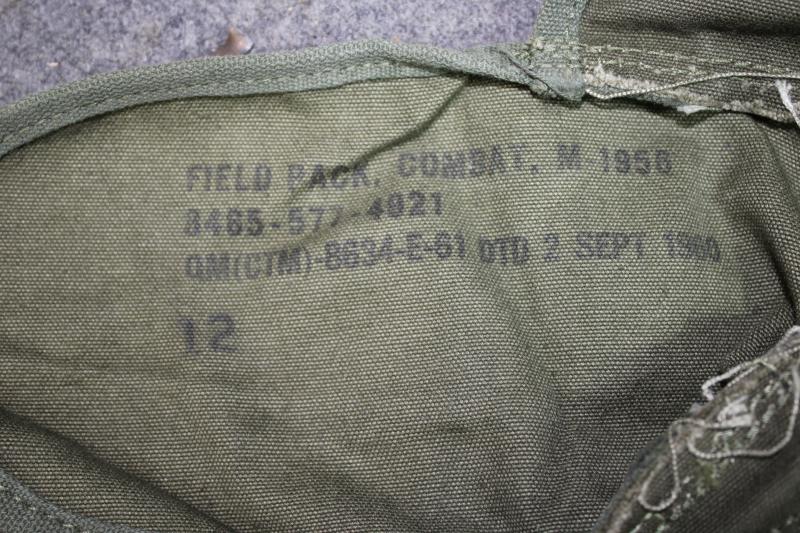 FIELD PACK, COMBAT, M-1956
8465-577-4921
QM(CTM)-8634-E-61 DTD 2 SEPT 1960
12